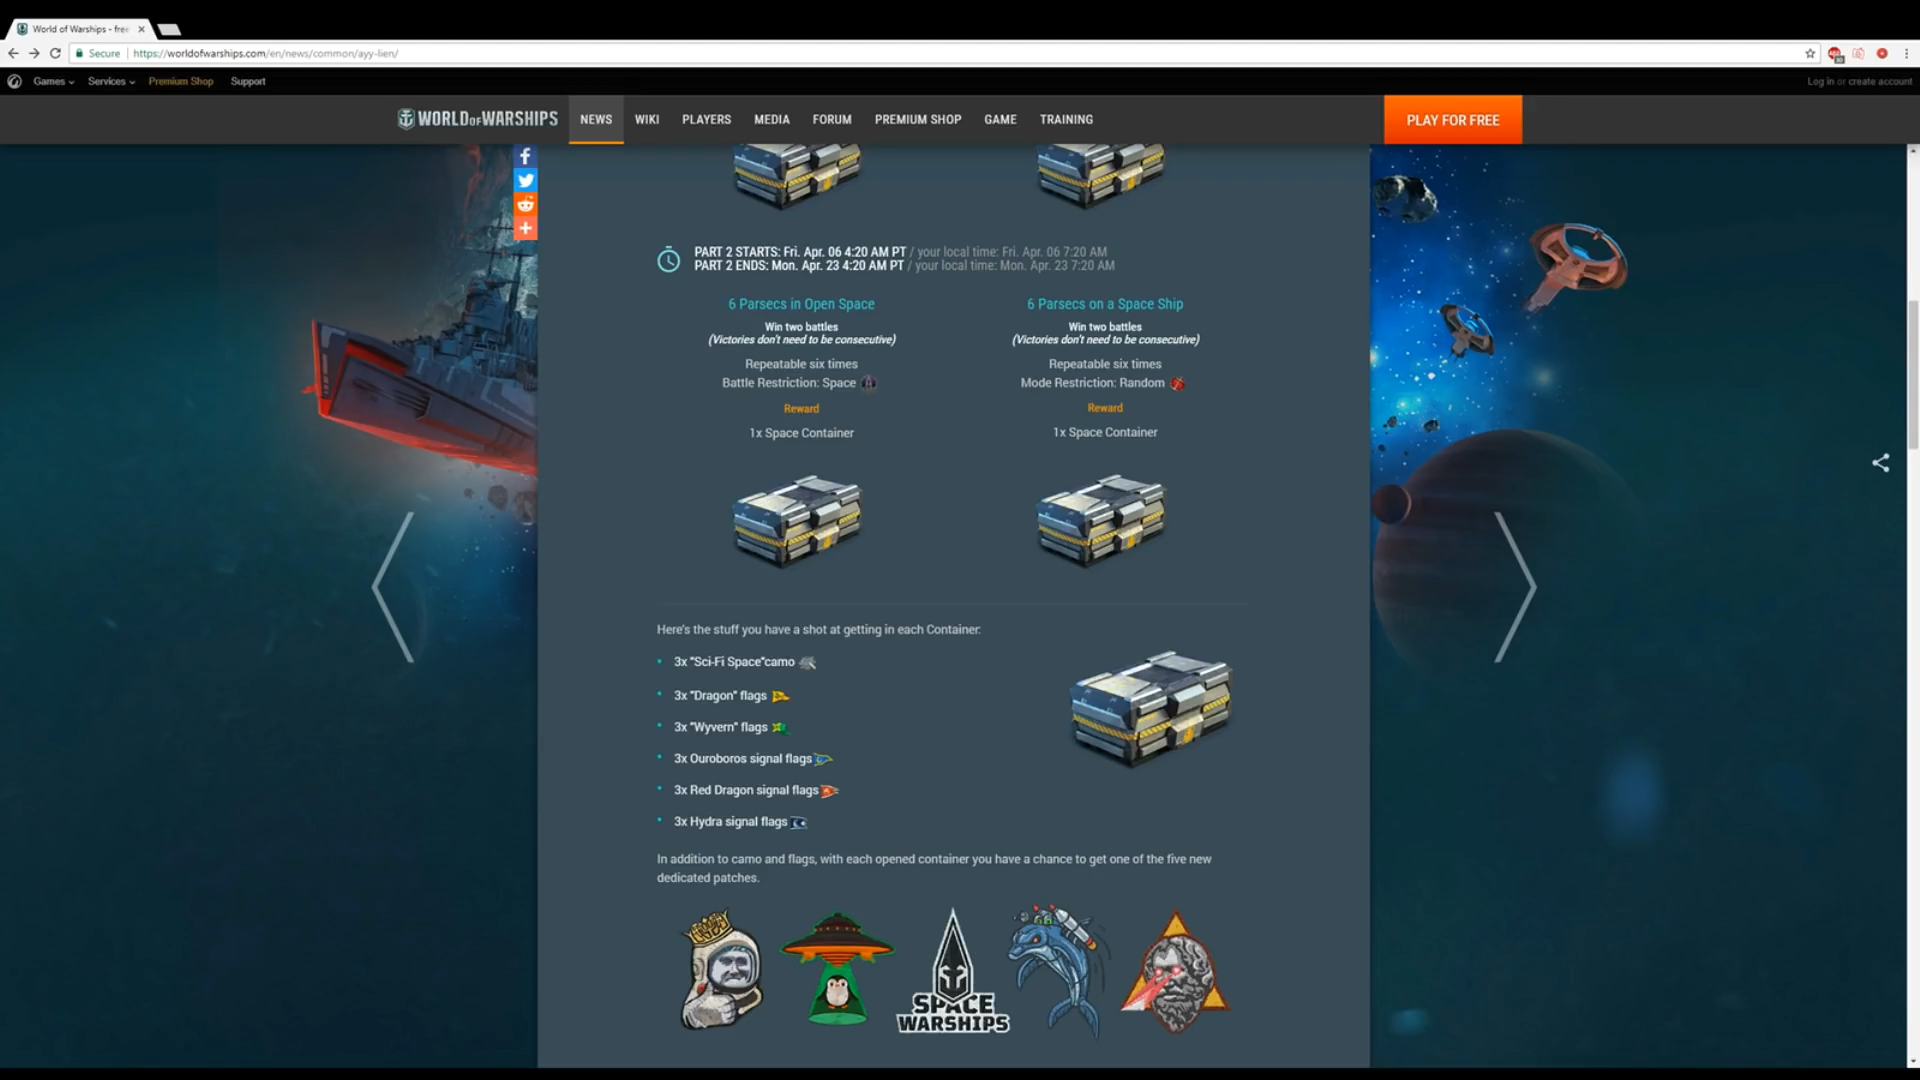 World of Warships - free
Secure
https://worldofwarships.com/en/news/common/ayy-lien/
Games
Services
Premium Shop
Support
Log in or create account
WORLD OF WARSHIPS
NEWS
WIKI
PLAYERS
MEDIA
FORUM
PREMIUM SHOP
GAME
TRAINING
PLAY FOR FREE
PART 2 STARTS: Fri. Apr. 06 4:20 AM PT / your local time: Fri. Apr. 06 7:20 AM
PART 2 ENDS: Mon. Apr. 23 4:20 AM PT / your local time: Mon. Apr. 23 7:20 AM
6 Parsecs in Open Space
Win two battles
(Victories don't need to be consecutive)
Repeatable six times
Battle Restriction: Space
Reward
1x Space Container
6 Parsecs on a Space Ship
Win two battles
(Victories don't need to be consecutive)
Repeatable six times
Mode Restriction: Random
Reward
1x Space Container
Here's the stuff you have a shot at getting in each Container:
3x "Sci-Fi Space"camo
3x "Dragon" flags
3x "Wyvern" flags
3x Ouroboros signal flags
3x Red Dragon signal flags
3x Hydra signal flags
In addition to camo and flags, with each opened container you have a chance to get one of the five new
dedicated patches.
SPACE
WARSHIPS